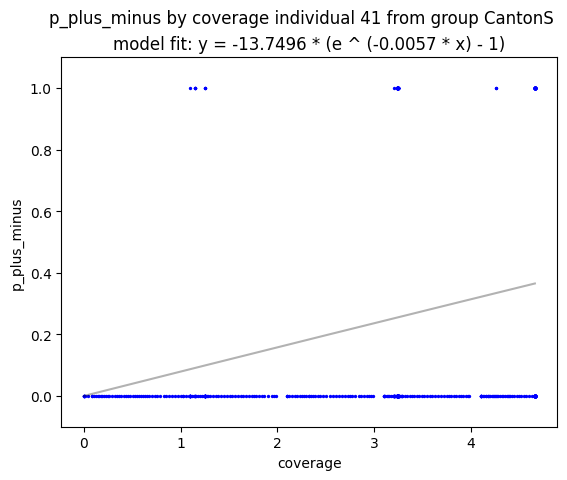 p_plus_minus by coverage individual 41 from group CantonS
model fit: y = -13.7496 * (e ^ (-0.0057 * x) - 1)
1.0
0.8
0.6
0.4
0.2
0.0
p_plus_minus
0 1 2 3 4
coverage